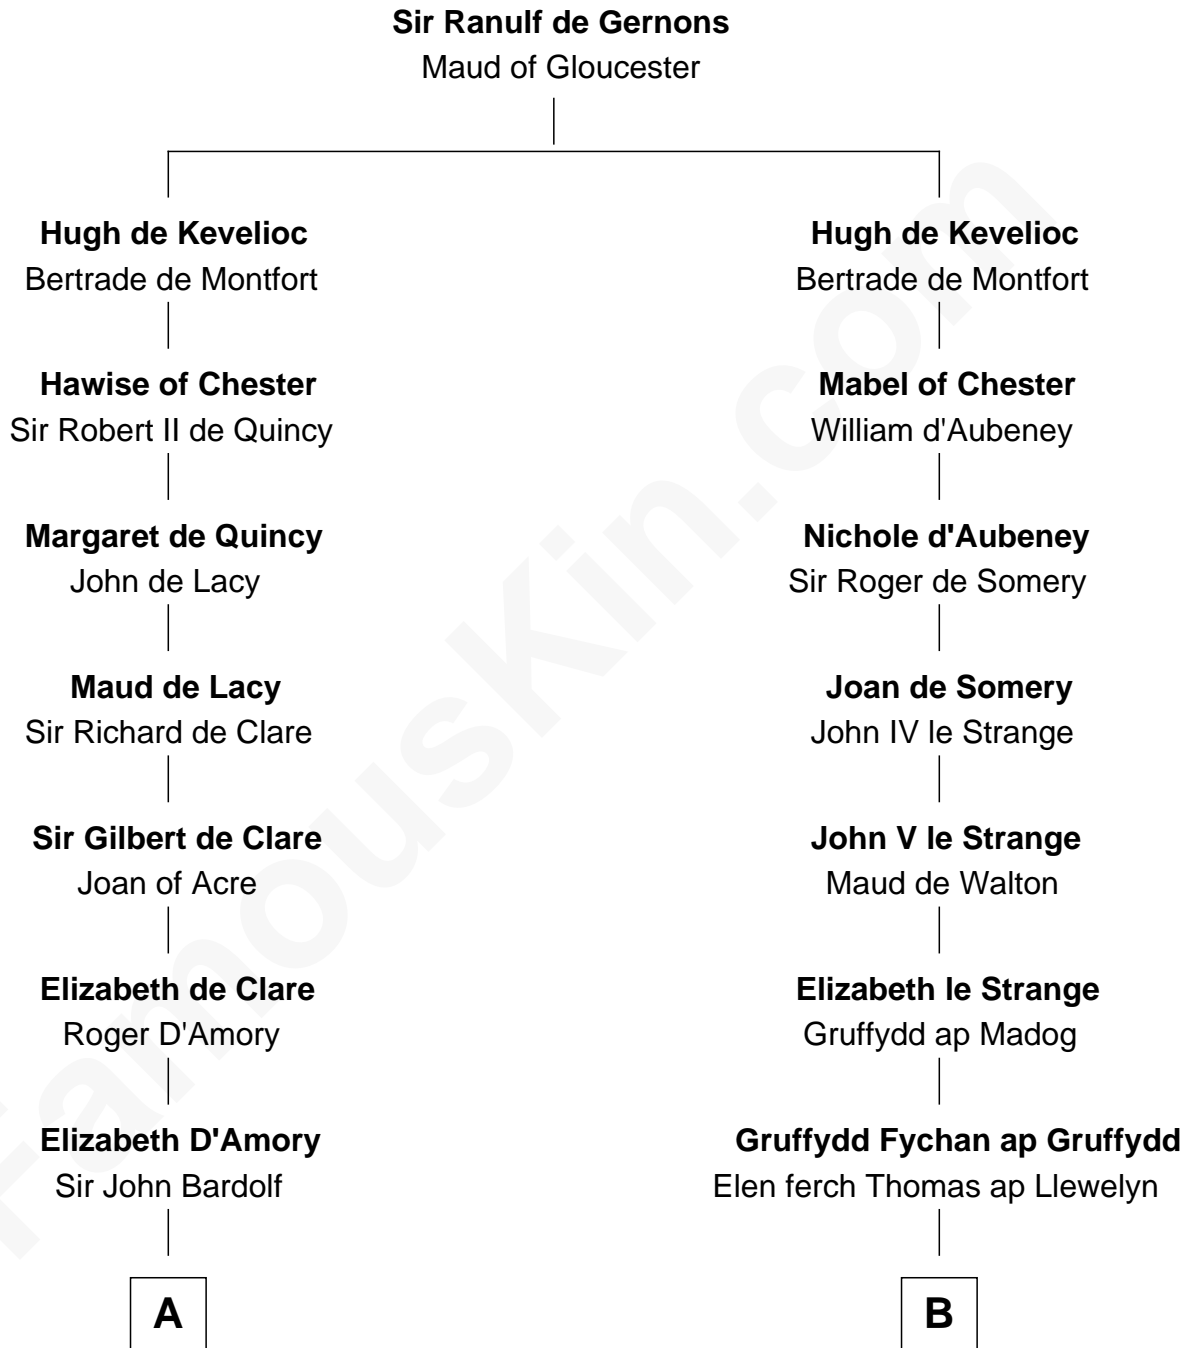 Sir Ranulf de Gernons
Maud of Gloucester
Hugh de Kevelioc
Bertrade de Montfort
Hugh de Kevelioc
Bertrade de Montfort
Hawise of Chester
Sir Robert II de Quincy
Mabel of Chester
William d'Aubeney
Margaret de Quincy
John de Lacy
Nichole d'Aubeney
Sir Roger de Somery
Maud de Lacy
Sir Richard de Clare
Joan de Somery
John IV le Strange
Sir Gilbert de Clare
Joan of Acre
John V le Strange
Maud de Walton
Elizabeth de Clare
Roger D'Amory
Elizabeth le Strange
Gruffydd ap Madog
Elizabeth D'Amory
Sir John Bardolf
Gruffydd Fychan ap Gruffydd
Elen ferch Thomas ap Llewelyn
A
B
FamousKin.com